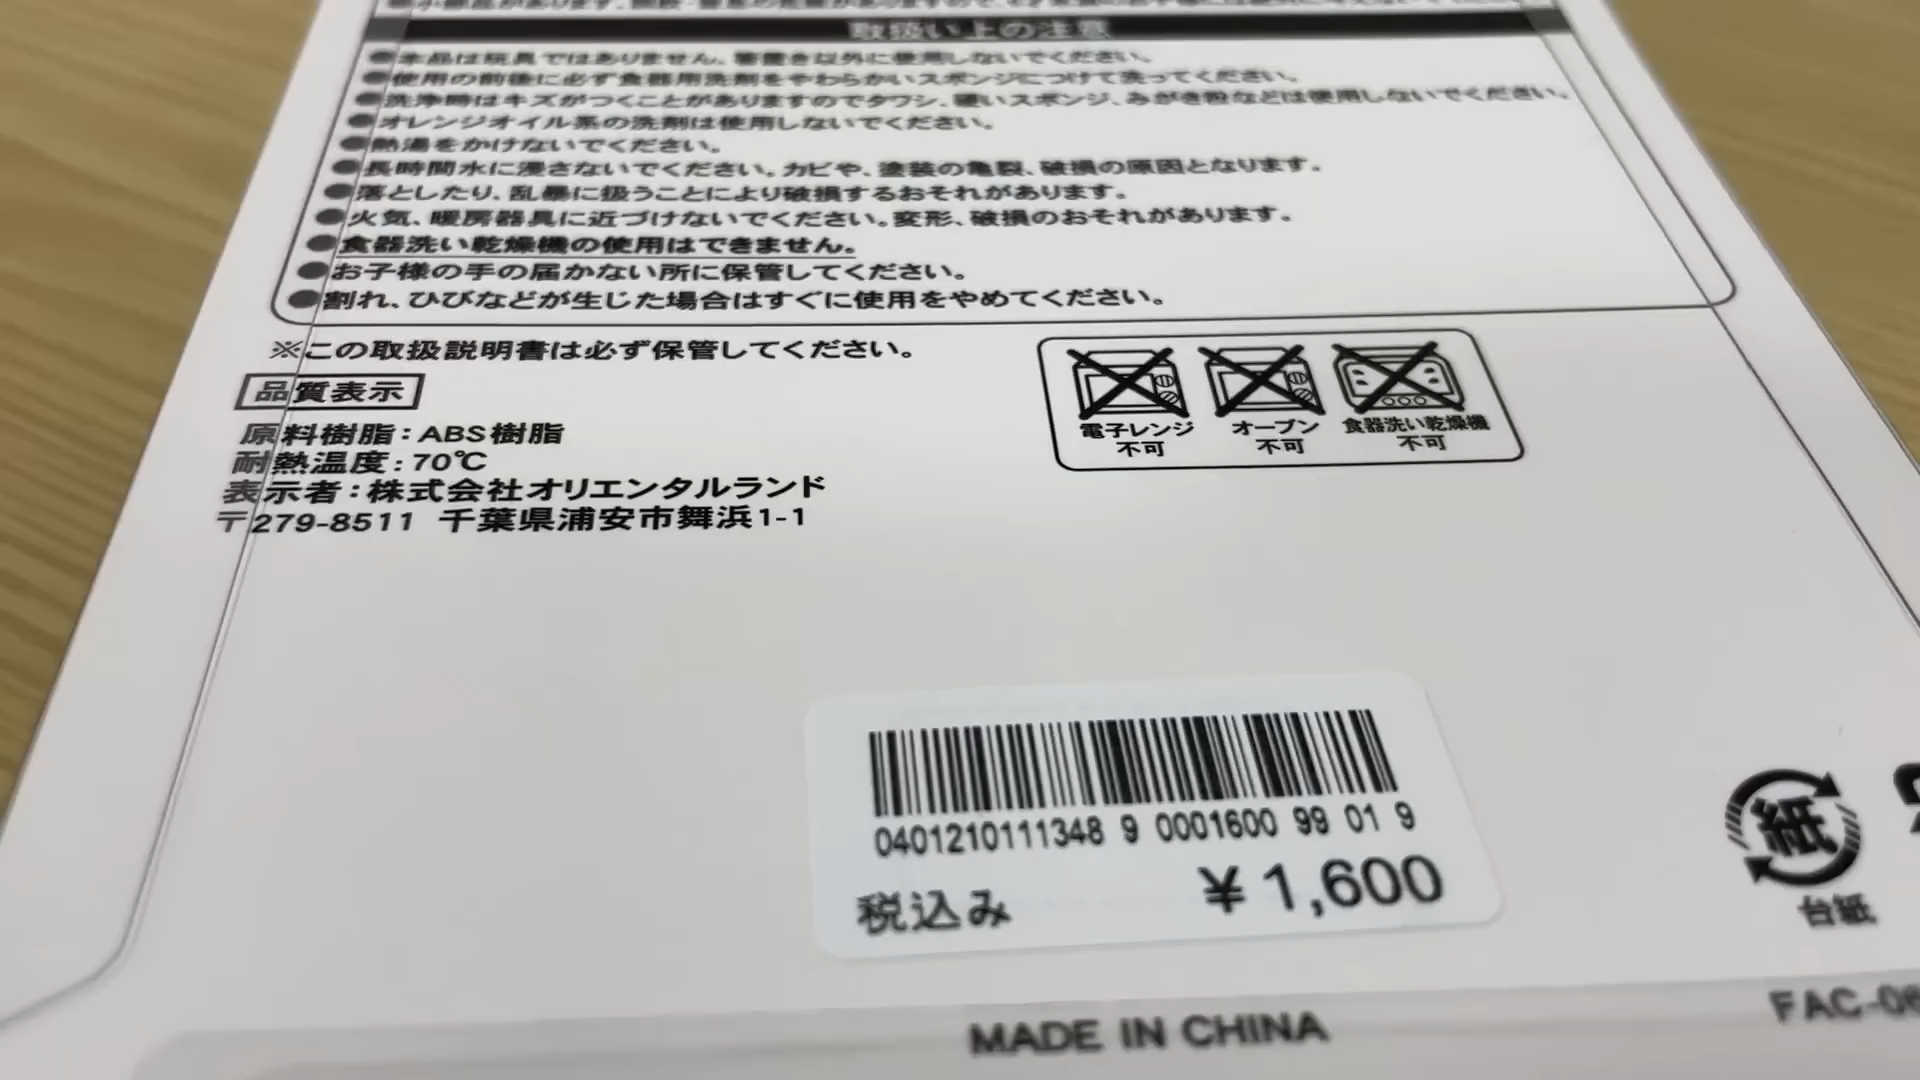 取扱い上の注意
●本品は玩具ではありません。箸置き以外に使用しないでください。
●使用の前後に必ず食器用洗剤をやわらかいスポンジにつけて洗ってください。
●洗浄時はキズがつくことがありますのでタワシ、硬いスポンジ、みがき粉などは使用しないでください。
●オレンジオイル系の洗剤は使用しないでください。
●熱湯をかけないでください。
●長時間水に浸さないでください。カビや、塗装の亀裂、破損の原因となります。
●落としたり、乱暴に扱うことにより破損するおそれがあります。
●火気、暖房器具に近づけないでください。変形、破損のおそれがあります。
●食器洗い乾燥機の使用はできません。
●お子様の手の届かない所に保管してください。
●割れ、ひびなどが生じた場合はすぐに使用をやめてください。
※この取扱説明書は必ず保管してください。
品質表示
原料樹脂:ABS樹脂
耐熱温度:70℃
表示者:株式会社オリエンタルランド
〒279-8511 千葉県浦安市舞浜1-1
電子レンジ
不可
オーブン
不可
食器洗い乾燥機
不可
0401210111348 9 0001600 99 01 9
税込み ¥1,600
紙
台紙
MADE IN CHINA
FAC-06